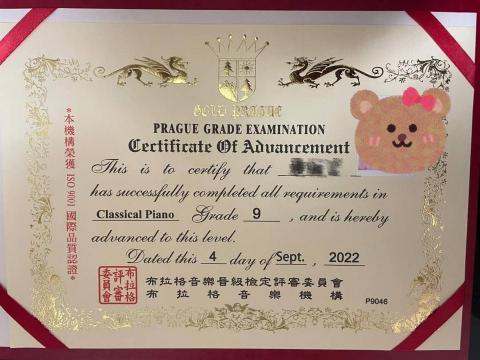 GOLD PRAGUE
PRAGUE GRADE EXAMINATION
Certificate Of Advancement
This is to certify that
has successfully completed all requirements in
Classical Piano Grade 9 , and is hereby
advanced to this level.
Dated this 4 day of Sept. , 2022
布拉格音樂晉級檢定評審委員會
布拉格音樂機構
P9046
布拉格
評審
委員會
*本機構榮獲 ISO 9001 國際品質認證*